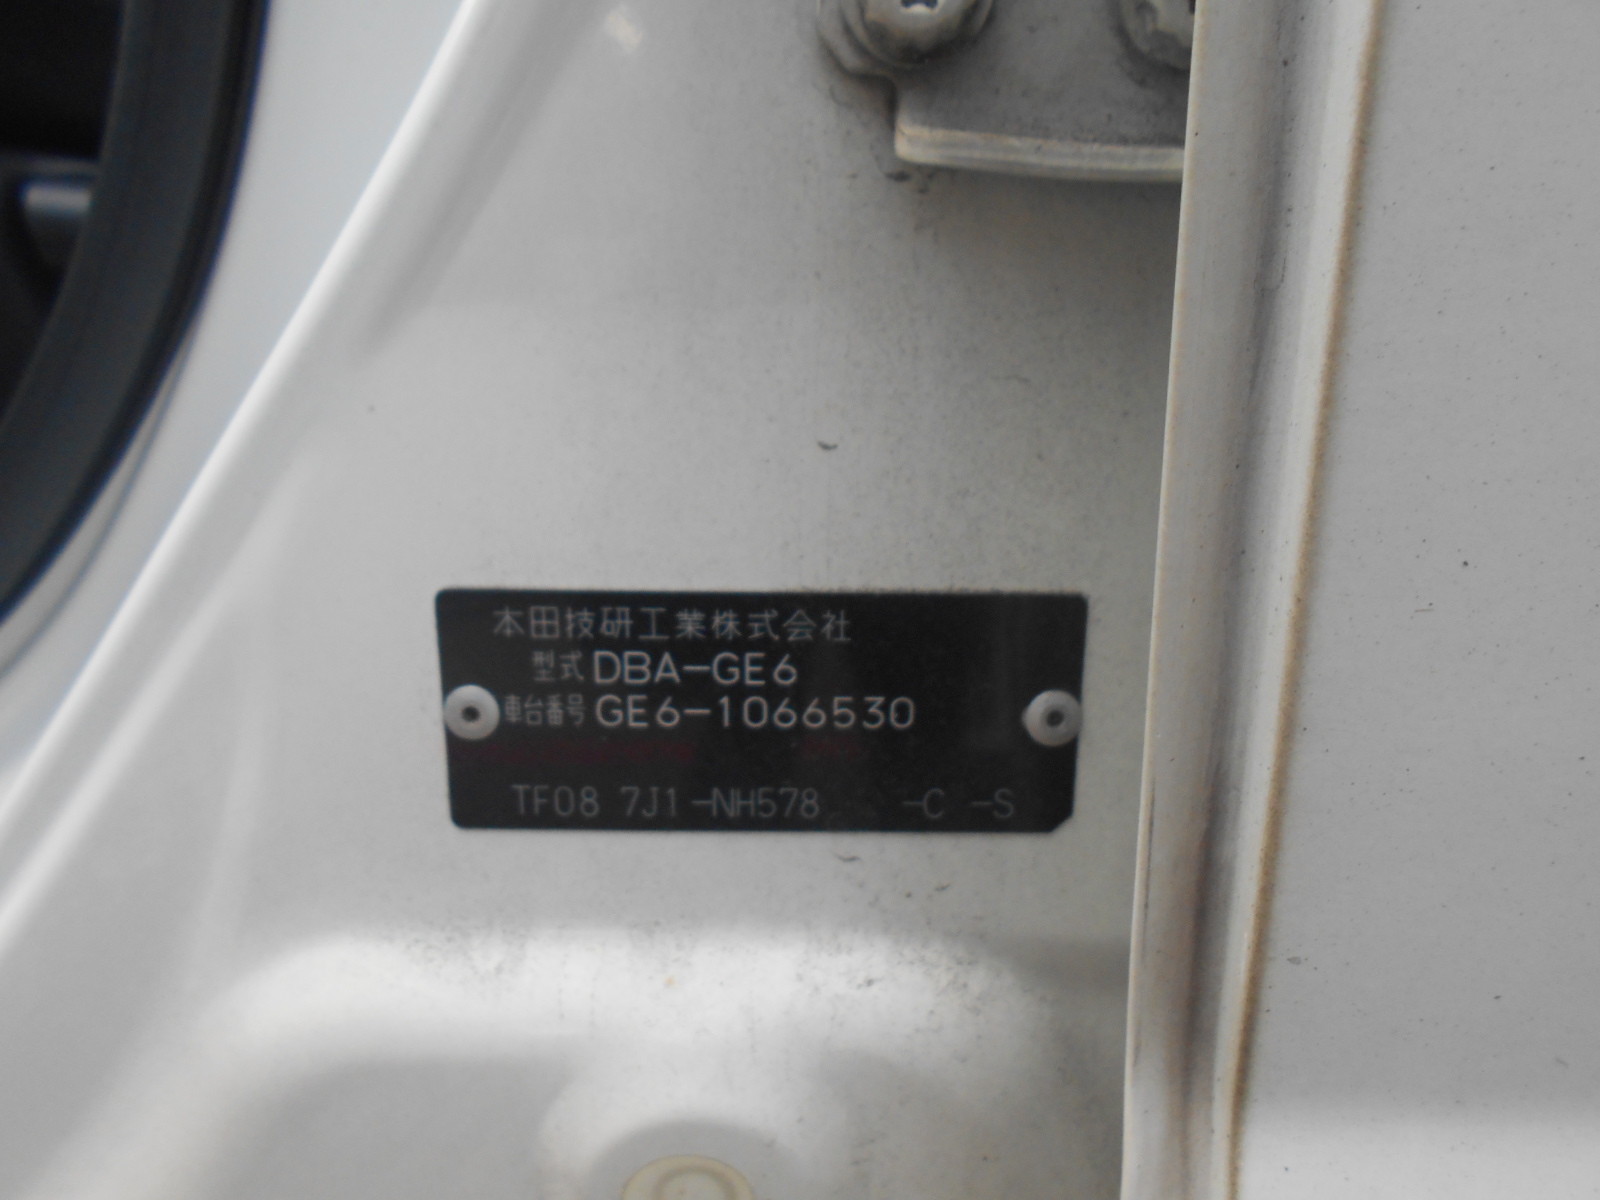 本田技研工業株式会社
型式 DBA-GE6
車台番号 GE6-1066530
TF08 7J1-NH578 -C -S